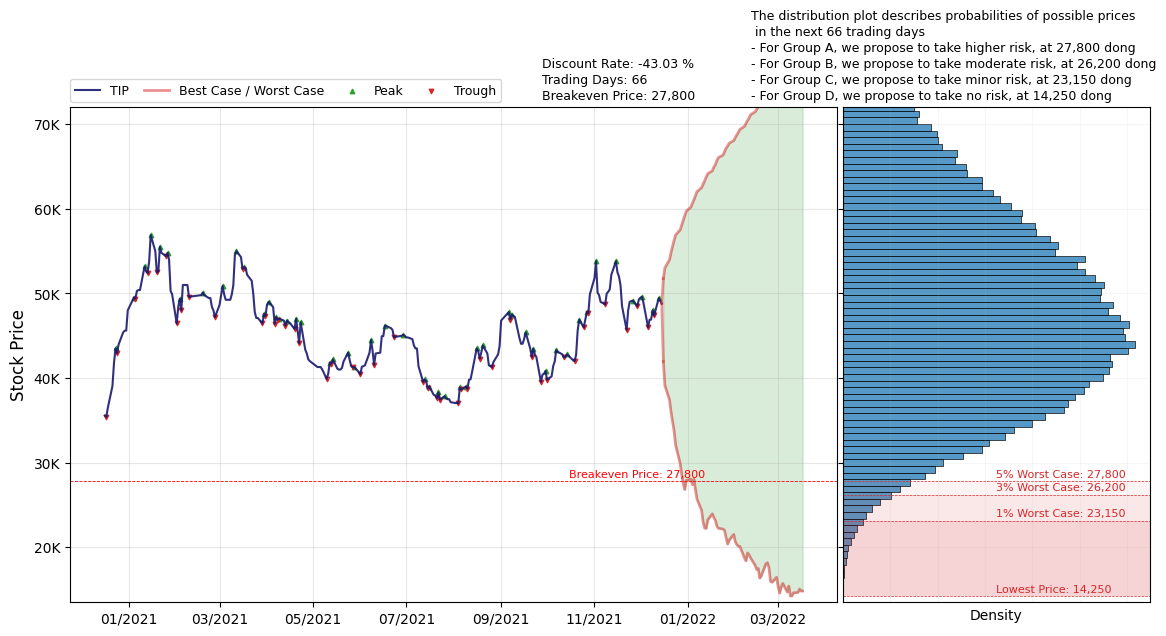 The distribution plot describes probabilities of possible prices
in the next 66 trading days
- For Group A, we propose to take higher risk, at 27,800 dong
- For Group B, we propose to take moderate risk, at 26,200 dong
- For Group C, we propose to take minor risk, at 23,150 dong
- For Group D, we propose to take no risk, at 14,250 dong
Discount Rate: -43.03 %
Trading Days: 66
Breakeven Price: 27,800
TIP Best Case / Worst Case Peak Trough
70K
60K
50K
40K
30K
20K
Stock Price
Breakeven Price: 27,800
5% Worst Case: 27,800
3% Worst Case: 26,200
1% Worst Case: 23,150
Lowest Price: 14,250
01/2021 03/2021 05/2021 07/2021 09/2021 11/2021 01/2022 03/2022
Density